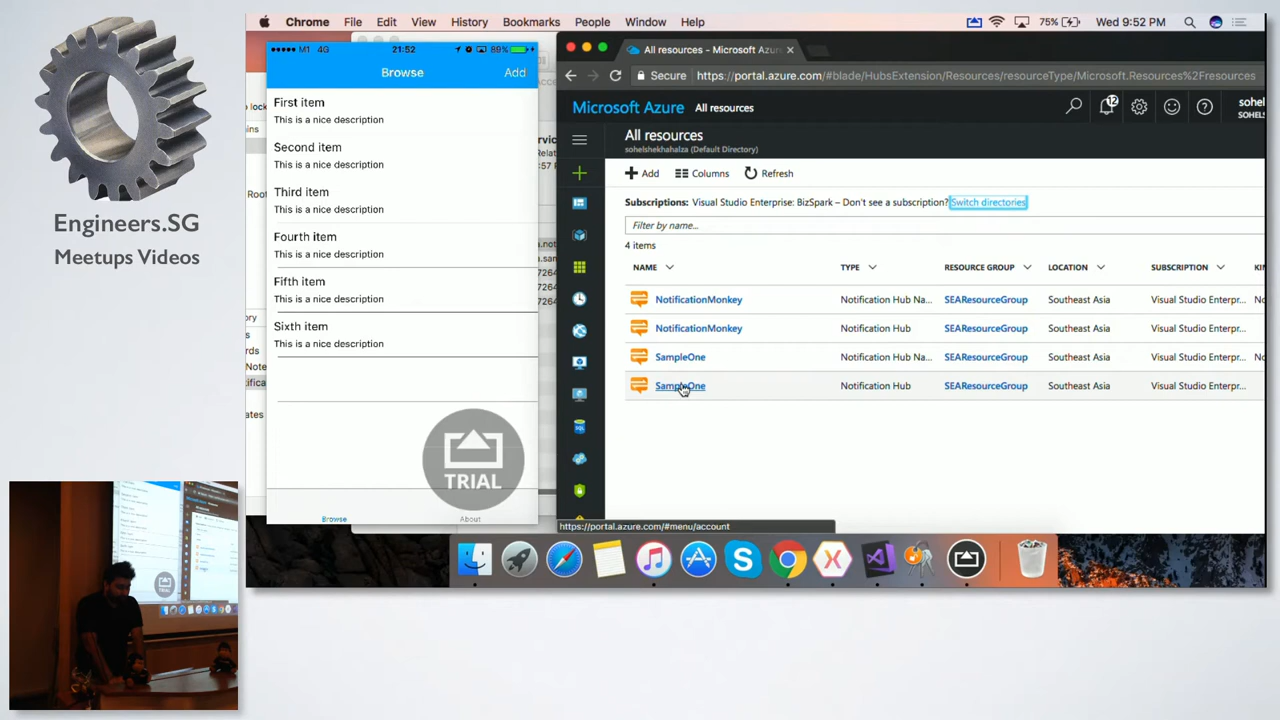 Chrome File Edit View History Bookmarks People Window Help 75% Wed 9:52 PM
Engineers.SG
Meetups Videos
M1 4G 21:52 89%
Browse Add
First item
This is a nice description
Second item
This is a nice description
Third item
This is a nice description
Fourth item
This is a nice description
Fifth item
This is a nice description
Sixth item
This is a nice description
TRIAL
Browse About
All resources - Microsoft Azur
Secure https://portal.azure.com/#blade/HubsExtension/Resources/resourceType/Microsoft.Resources%2Fresources
Microsoft Azure All resources 12 sohel
SOHELS
All resources
sohelshekhahalza (Default Directory)
Add Columns Refresh
Subscriptions: Visual Studio Enterprise: BizSpark – Don't see a subscription? Switch directories
Filter by name...
4 items
NAME TYPE RESOURCE GROUP LOCATION SUBSCRIPTION KIN
NotificationMonkey Notification Hub Na... SEAResourceGroup Southeast Asia Visual Studio Enterpr...
NotificationMonkey Notification Hub SEAResourceGroup Southeast Asia Visual Studio Enterpr...
SampleOne Notification Hub Na... SEAResourceGroup Southeast Asia Visual Studio Enterpr...
SampleOne Notification Hub SEAResourceGroup Southeast Asia Visual Studio Enterpr...
https://portal.azure.com/#menu/account